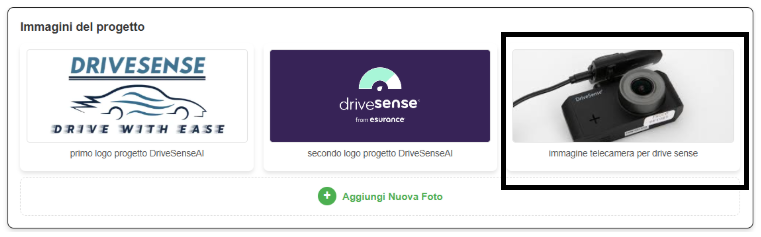 Immagini del progetto
DRIVESENSE
DRIVE WITH EASE
primo logo progetto DriveSenseAI
drivesense
from esurance
secondo logo progetto DriveSenseAI
DriveSense
immagine telecamera per drive sense
+ Aggiungi Nuova Foto